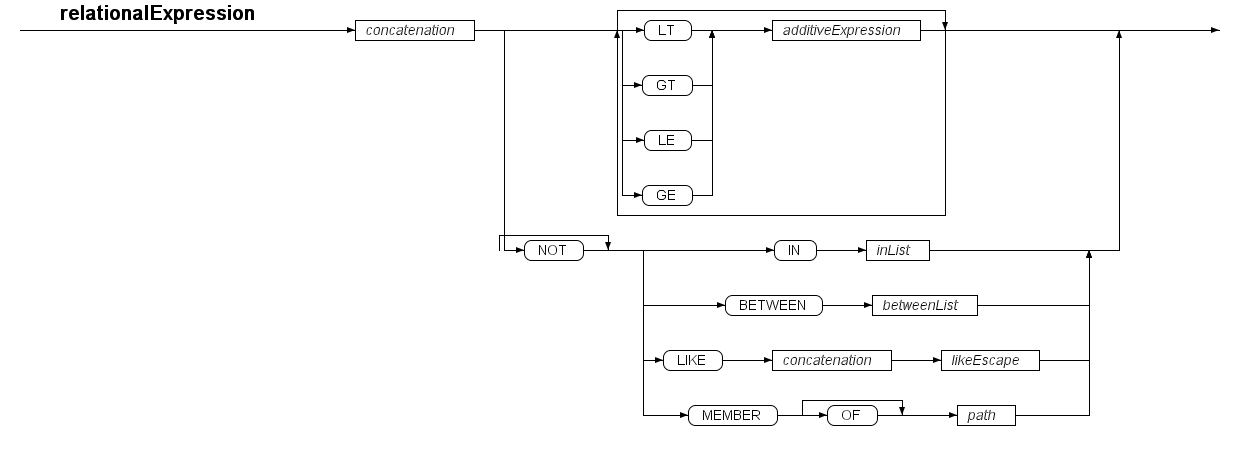 relationalExpression
concatenation LT additiveExpression
GT
LE
GE
NOT IN inList
BETWEEN betweenList
LIKE concatenation likeEscape
MEMBER OF path